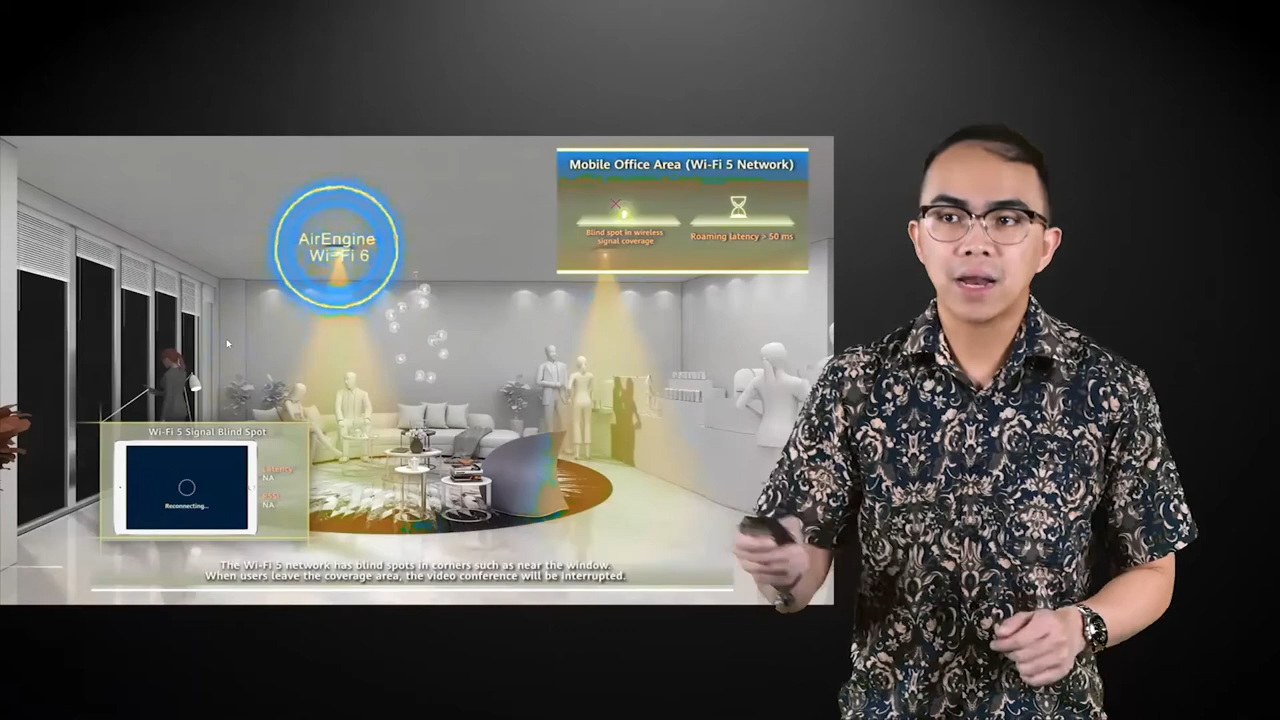 Mobile Office Area (Wi-Fi 5 Network)
Blind spot in wireless
signal coverage
Roaming latency > 50 ms
AirEngine
Wi-Fi 6
Wi-Fi 5 Signal Blind Spot
Latency
NA
RSSI
NA
Reconnecting...
The Wi-Fi 5 network has blind spots in corners such as near the window.
When users leave the coverage area, the video conference will be interrupted.